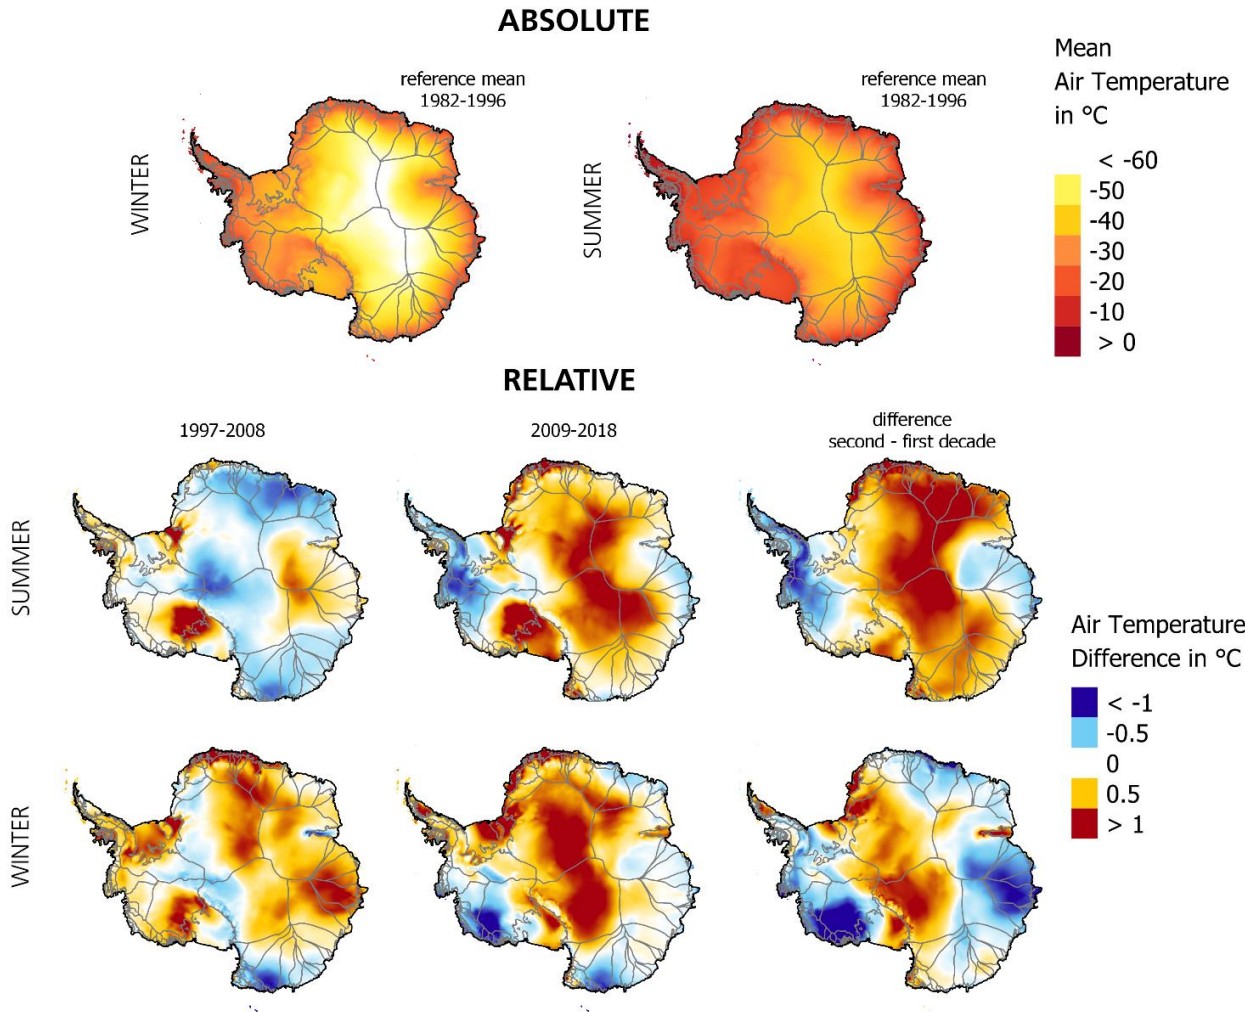 ABSOLUTE
reference mean
1982-1996
reference mean
1982-1996
WINTER
SUMMER
Mean
Air Temperature
in °C
< -60
-50
-40
-30
-20
-10
> 0
RELATIVE
1997-2008
2009-2018
difference
second - first decade
SUMMER
WINTER
Air Temperature
Difference in °C
< -1
-0.5
0
0.5
> 1